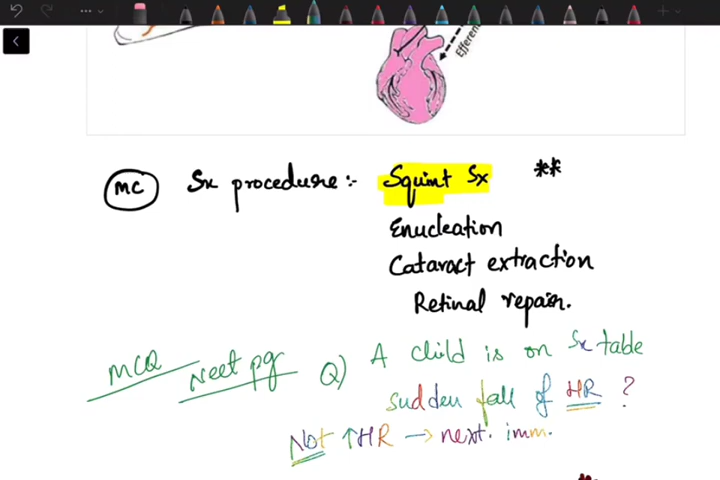 Efferen
MC Sx procedure :- Squint Sx **
Enucleation
Cataract extraction
Retinal repair.
MCQ Neet pg Q) A child is on Sx table
sudden fall of HR ?
Not ↑HR → next. imm.